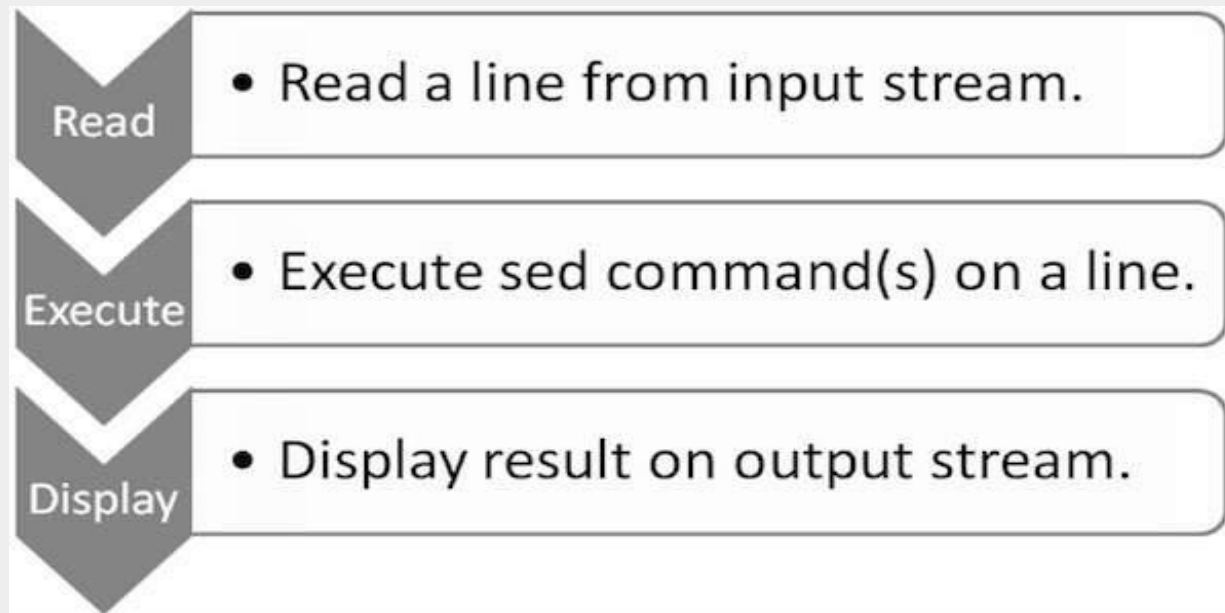 Read
• Read a line from input stream.
Execute
• Execute sed command(s) on a line.
Display
• Display result on output stream.